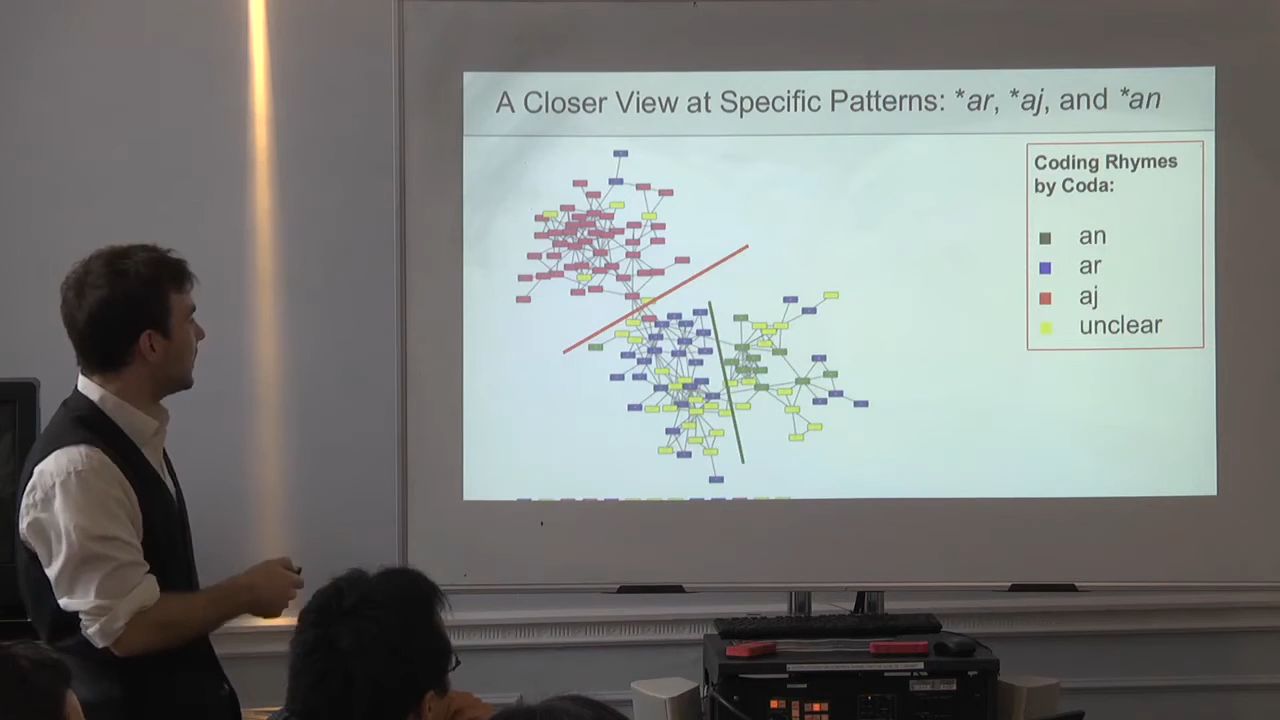 A Closer View at Specific Patterns: *ar, *aj, and *an
Coding Rhymes
by Coda:
an
ar
aj
unclear